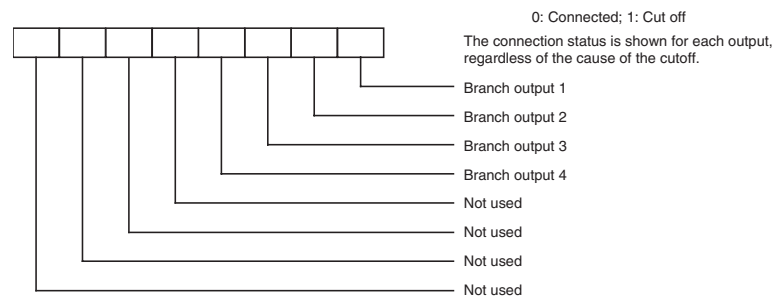 0: Connected; 1: Cut off
The connection status is shown for each output,
regardless of the cause of the cutoff.
Branch output 1
Branch output 2
Branch output 3
Branch output 4
Not used
Not used
Not used
Not used